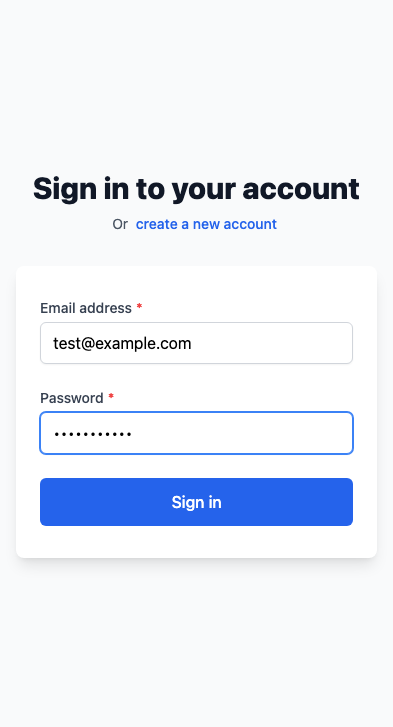 Sign in to your account
Or create a new account
Email address *
test@example.com
Password *
•••••••••••
Sign in